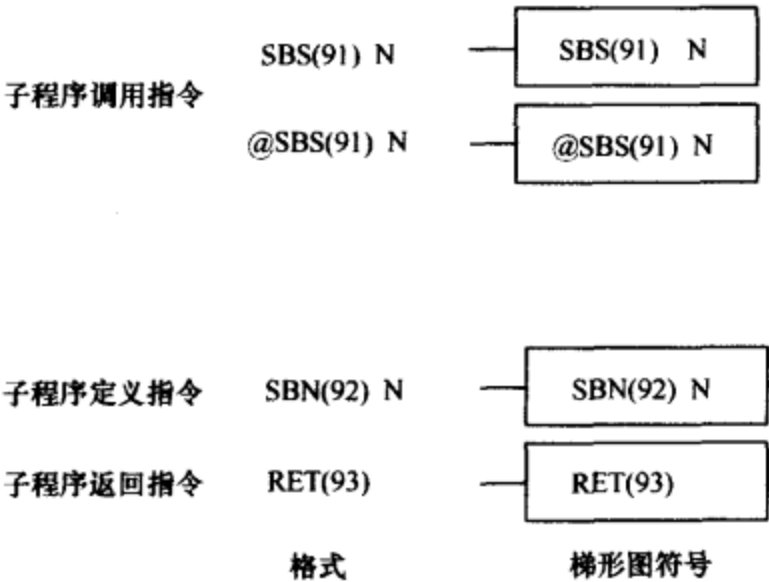 SBS(91) N SBS(91) N
子程序调用指令
@SBS(91) N @SBS(91) N
子程序定义指令 SBN(92) N SBN(92) N
子程序返回指令 RET(93) RET(93)
格式 梯形图符号